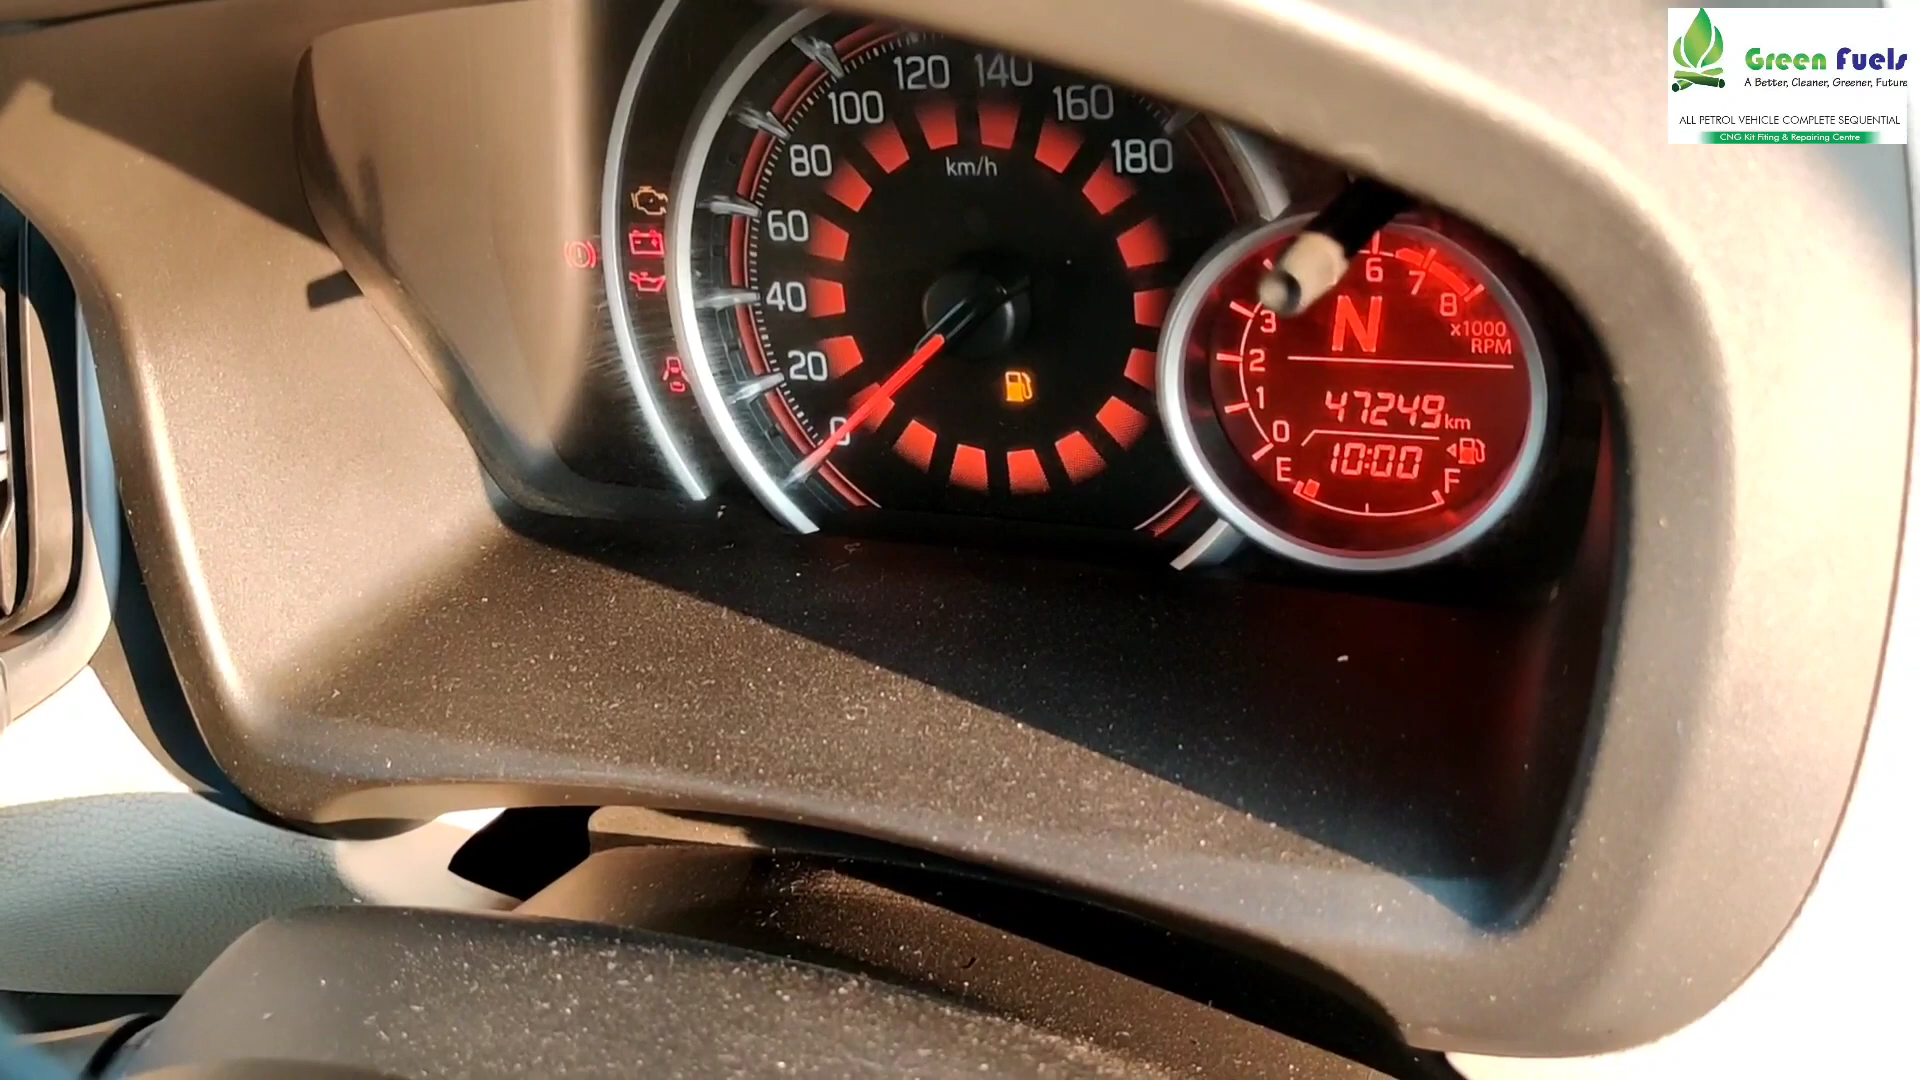 Green Fuels
A Better, Cleaner, Greener, Future
ALL PETROL VEHICLE COMPLETE SEQUENTIAL
CNG Kit Fiting & Repairing Centre
0
20
40
60
80
100
120
140
160
180
km/h
0
1
2
3
6
7
8
N
x1000
RPM
47249km
10:00
E
F